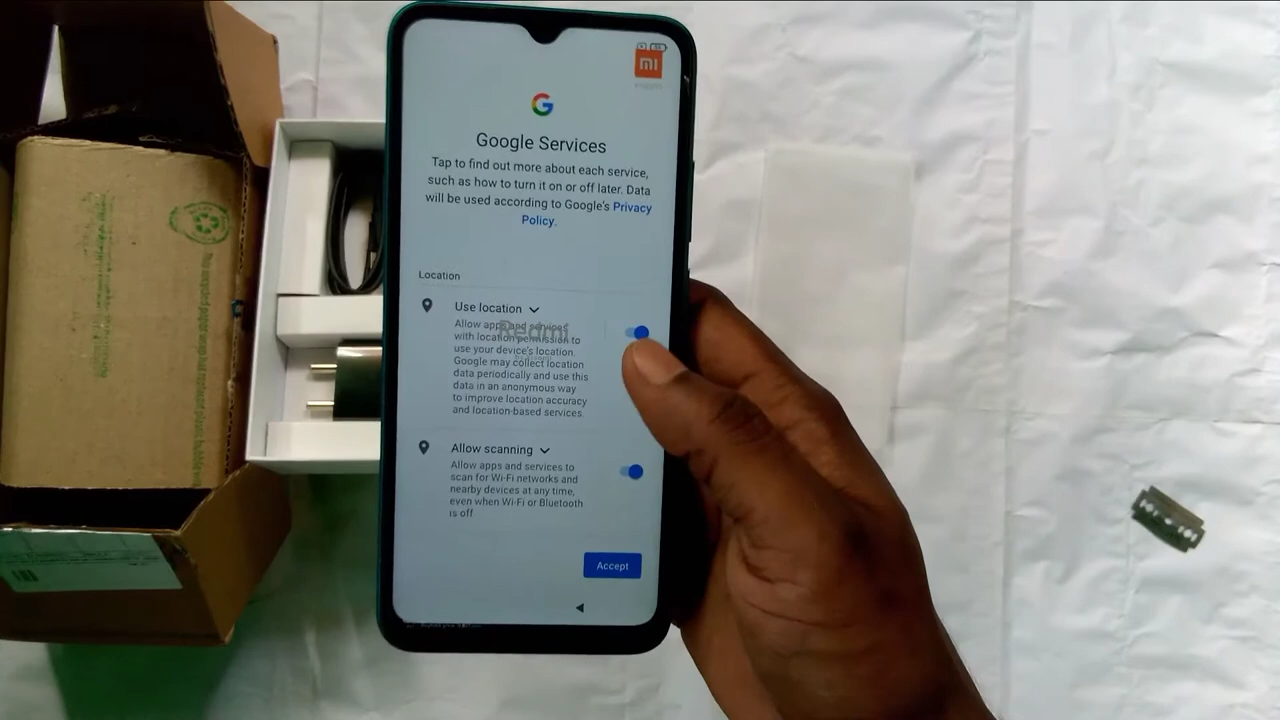 mi
Google Services
Tap to find out more about each service,
such as how to turn it on or off later. Data
will be used according to Google's Privacy
Policy.
Location
Use location
Allow apps and services
with location permission to
use your device's location.
Google may collect location
data periodically and use this
data in an anonymous way
to improve location accuracy
and location-based services.
Redmi
Allow scanning
Allow apps and services to
scan for Wi-Fi networks and
nearby devices at any time,
even when Wi-Fi or Bluetooth
is off
Accept